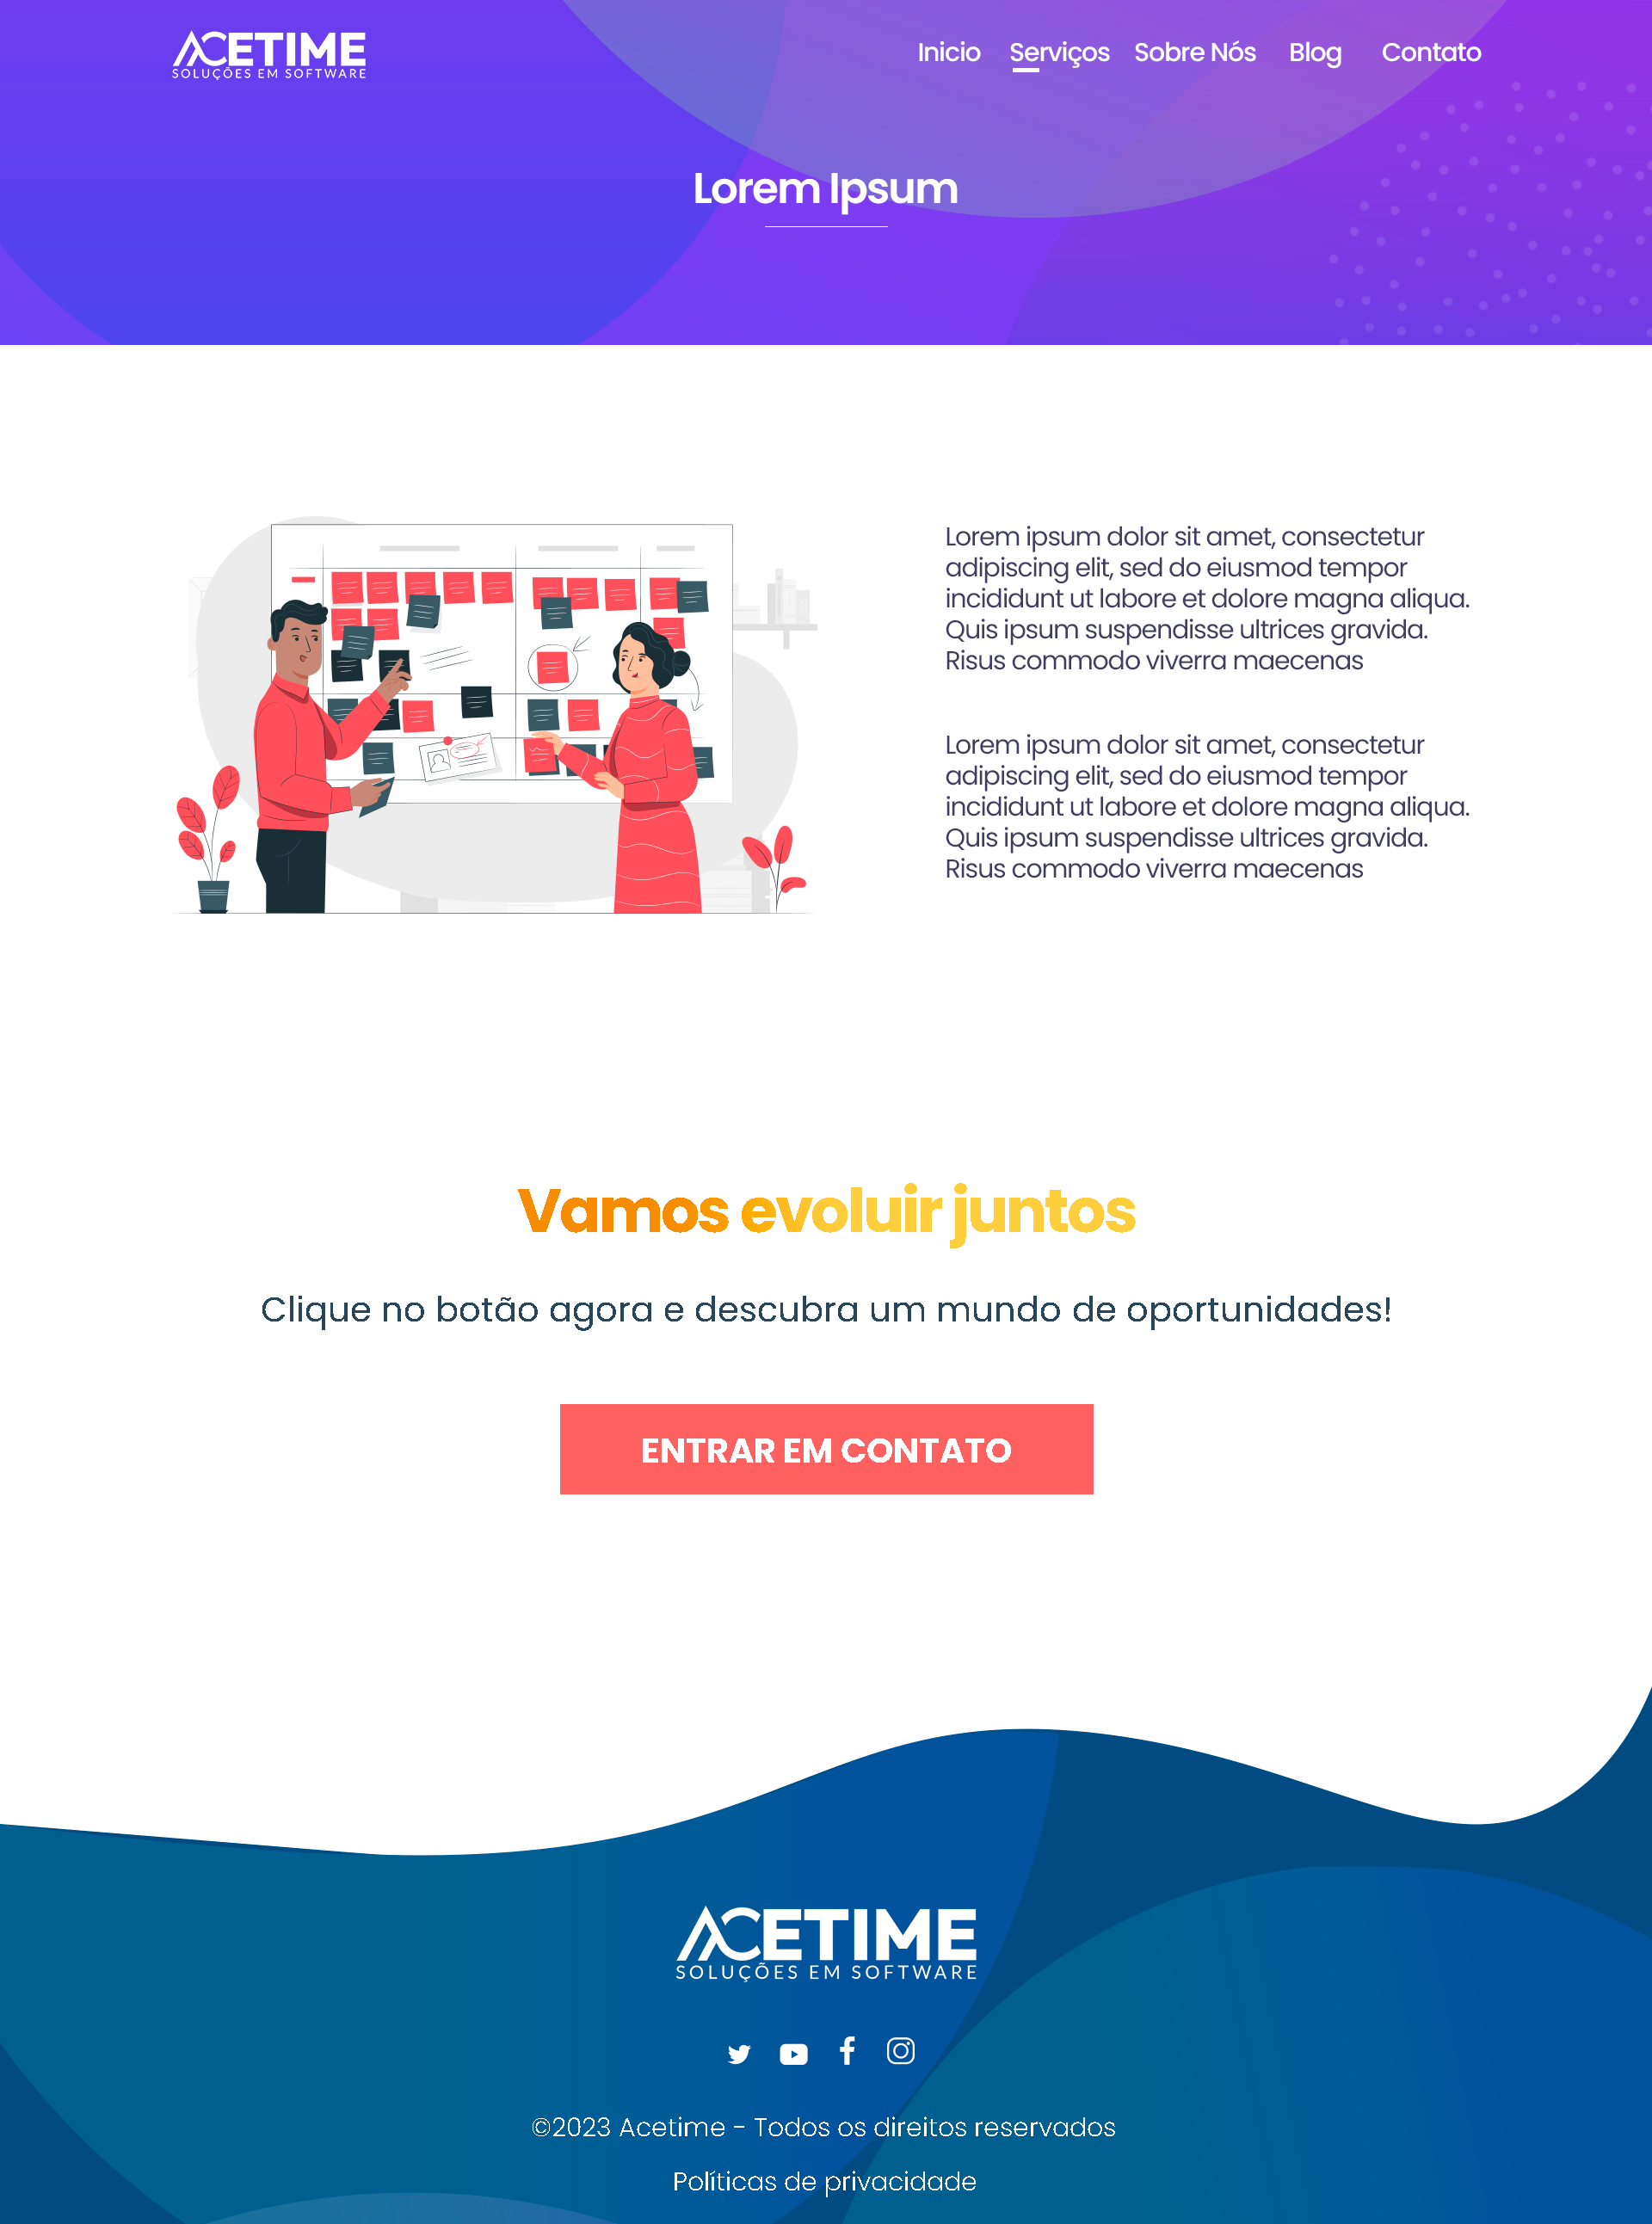 ACETIME
SOLUÇÕES EM SOFTWARE
Inicio Serviços Sobre Nós Blog Contato
Lorem Ipsum
Lorem ipsum dolor sit amet, consectetur
adipiscing elit, sed do eiusmod tempor
incididunt ut labore et dolore magna aliqua.
Quis ipsum suspendisse ultrices gravida.
Risus commodo viverra maecenas
Lorem ipsum dolor sit amet, consectetur
adipiscing elit, sed do eiusmod tempor
incididunt ut labore et dolore magna aliqua.
Quis ipsum suspendisse ultrices gravida.
Risus commodo viverra maecenas
Vamos evoluir juntos
Clique no botão agora e descubra um mundo de oportunidades!
ENTRAR EM CONTATO
ACETIME
SOLUÇÕES EM SOFTWARE
©2023 Acetime - Todos os direitos reservados
Políticas de privacidade